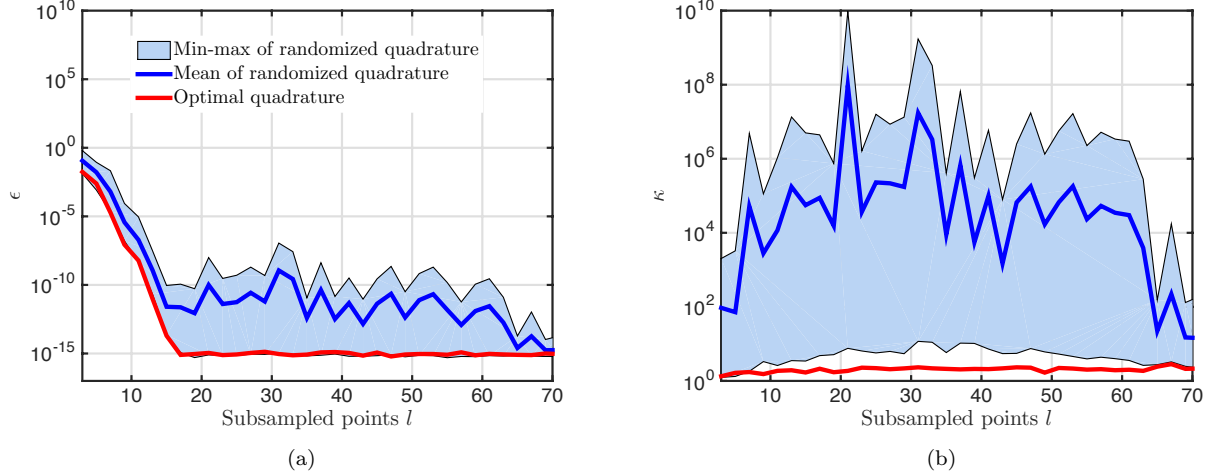 10^10
10^5
10^0
10^-5
10^-10
10^-15
ϵ
Min-max of randomized quadrature
Mean of randomized quadrature
Optimal quadrature
10 20 30 40 50 60 70
Subsampled points l
(a)
10^10
10^8
10^6
10^4
10^2
10^0
κ
10 20 30 40 50 60 70
Subsampled points l
(b)